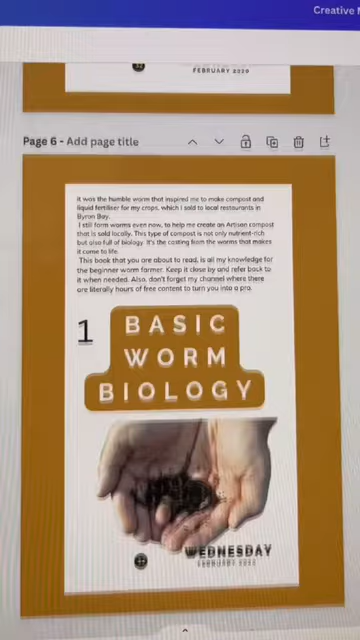 Creative
FEBRUARY 2020
Page 6 - Add page title
It was the humble worm that inspired me to make compost and
liquid fertiliser for my crops, which I sold to local restaurants in
Byron Bay.
I still farm worms even now, to help me create an Artisan compost
that is sold locally. This type of compost is not only nutrient-rich
but also full of biology. It's the casting from the worms that makes
it come to life.
This book that you are about to read, is all my knowledge for
the beginner worm farmer. Keep it close by and refer back to
it when needed. Also, don't forget my channel where there
are literally hours of free content to turn you into a pro.
1
BASIC
WORM
BIOLOGY
WEDNESDAY